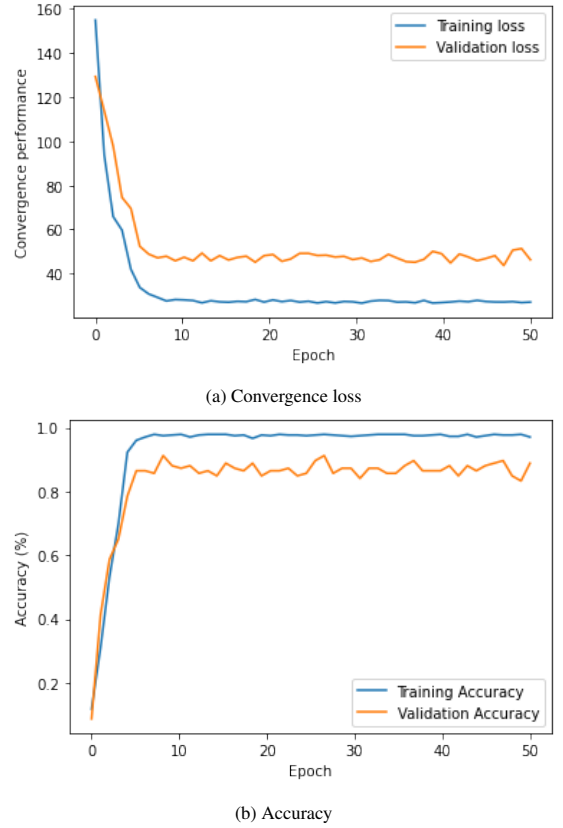 160
140
120
100
80
60
40
Convergence performance
Training loss
Validation loss
0 10 20 30 40 50
Epoch
(a) Convergence loss
1.0
0.8
0.6
0.4
0.2
Accuracy (%)
Training Accuracy
Validation Accuracy
0 10 20 30 40 50
Epoch
(b) Accuracy